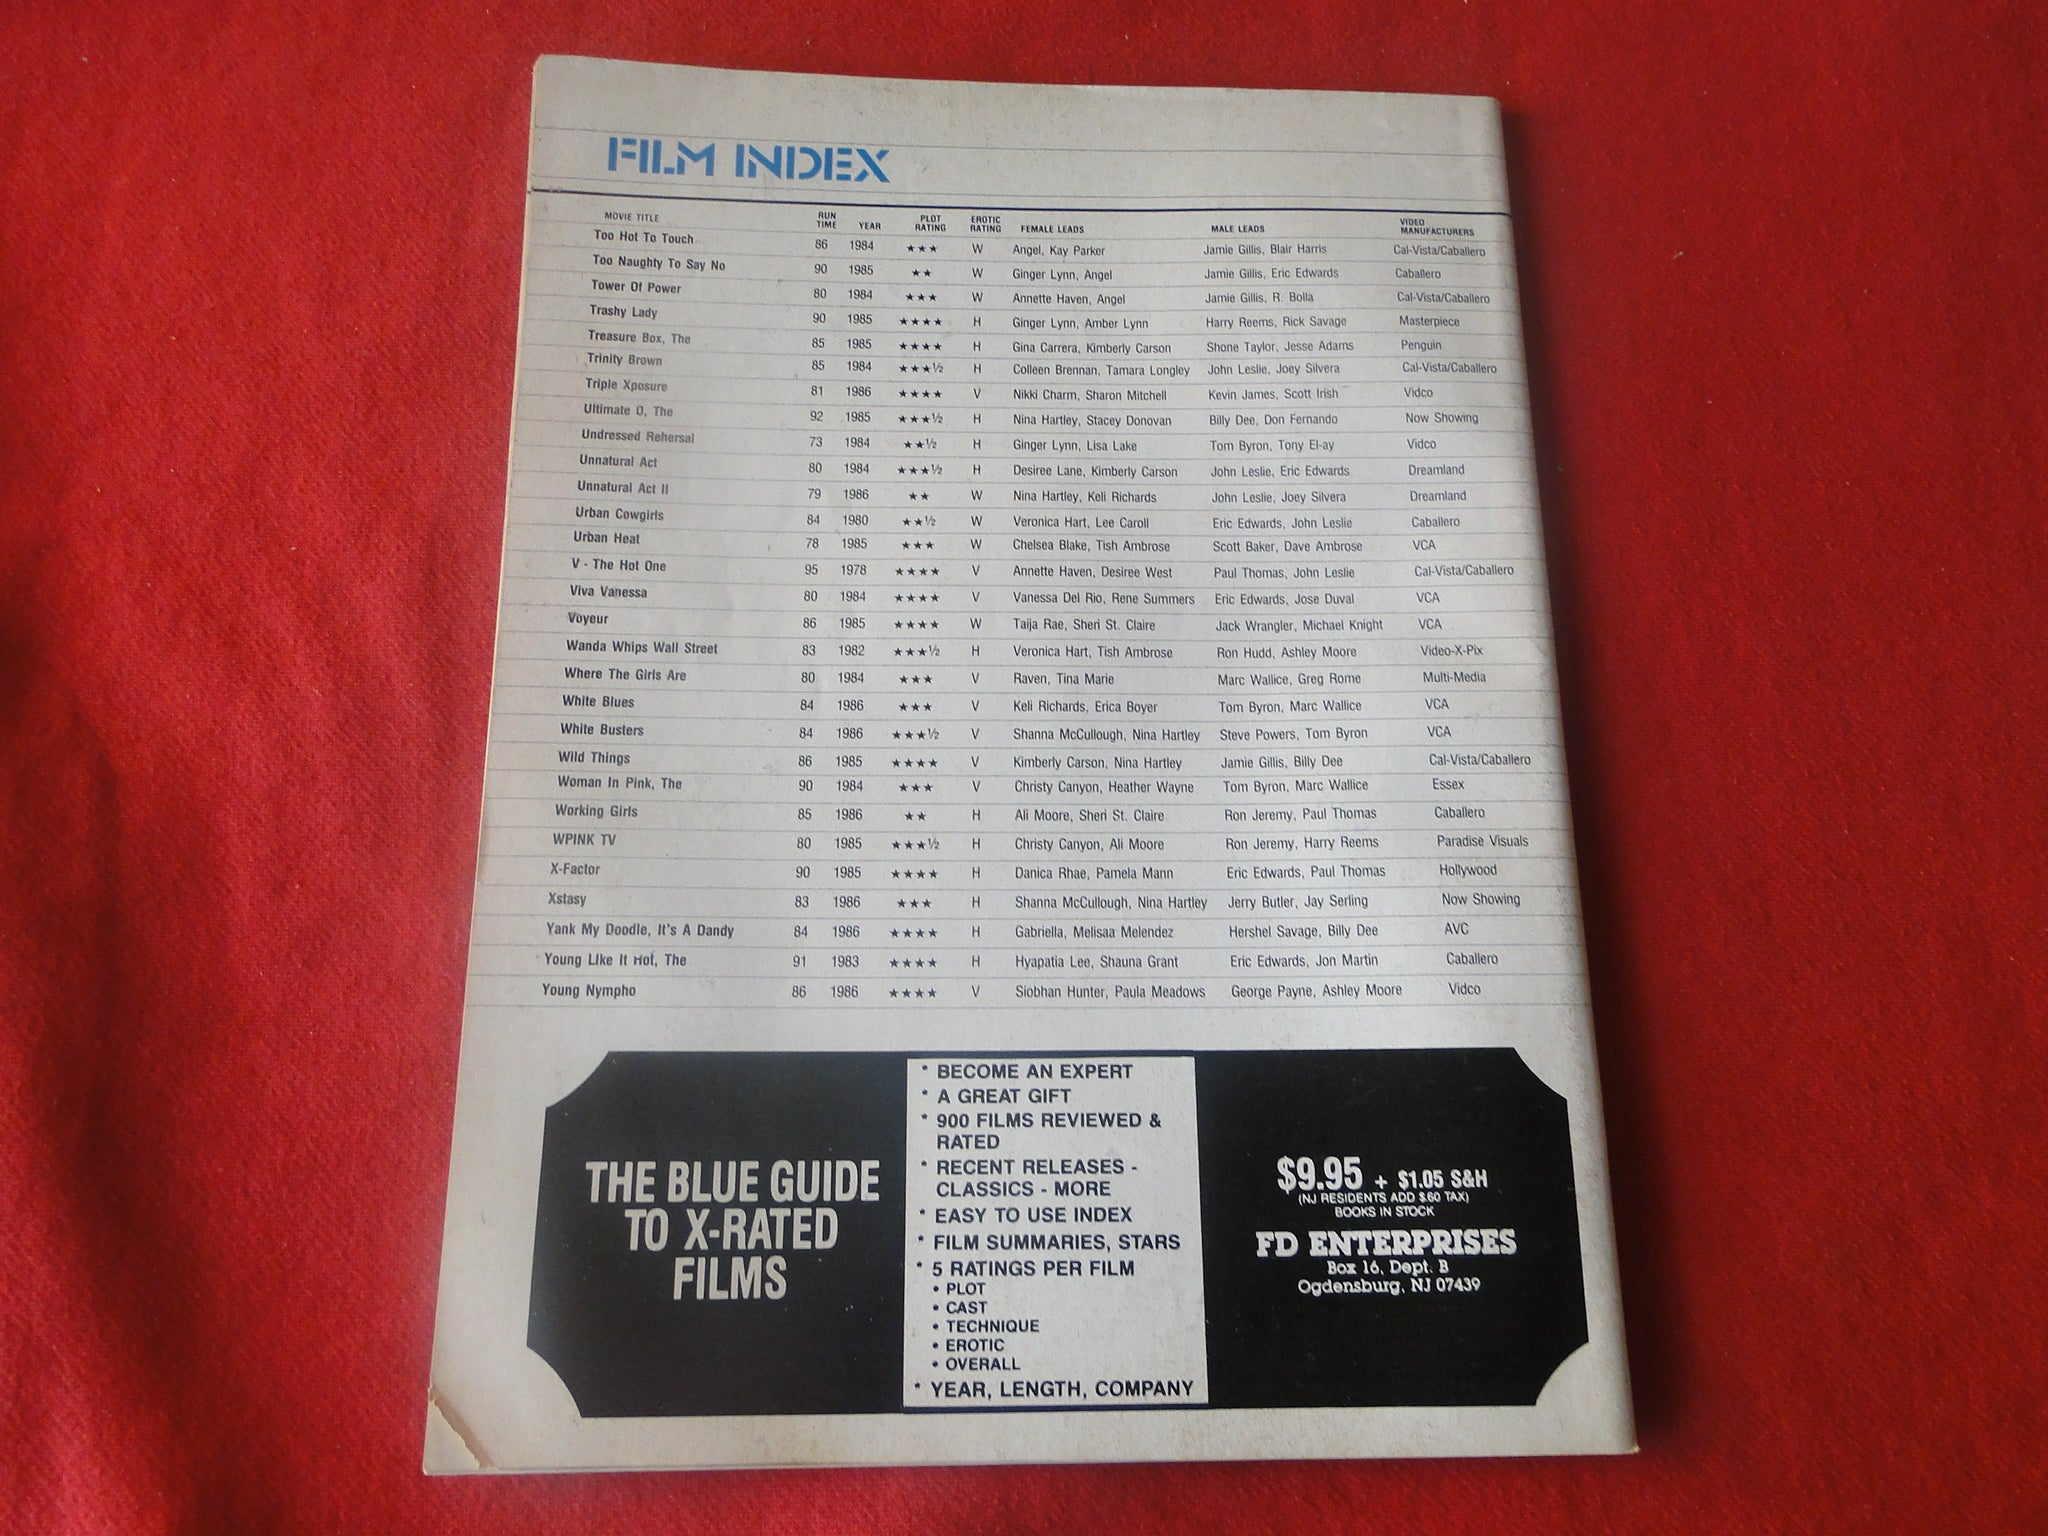 FILM INDEX
MOVIE TITLE RUN TIME YEAR PLOT RATING EROTIC RATING FEMALE LEADS MALE LEADS VIDEO MANUFACTURERS
Too Hot To Touch 86 1984 ★★★ W Angel, Kay Parker Jamie Gillis, Blair Harris Cal-Vista/Caballero
Too Naughty To Say No 90 1985 ★★ W Ginger Lynn, Angel Jamie Gillis, Eric Edwards Caballero
Tower Of Power 80 1984 ★★★ W Annette Haven, Angel Jamie Gillis, R. Bolla Cal-Vista/Caballero
Trashy Lady 90 1985 ★★★★ H Ginger Lynn, Amber Lynn Harry Reems, Rick Savage Masterpiece
Treasure Box, The 85 1985 ★★★★ H Gina Carrera, Kimberly Carson Shone Taylor, Jesse Adams Penguin
Trinity Brown 85 1984 ★★★½ H Colleen Brennan, Tamara Longley John Leslie, Joey Silvera Cal-Vista/Caballero
Triple Xposure 81 1986 ★★★★ V Nikki Charm, Sharon Mitchell Kevin James, Scott Irish Vidco
Ultimate O, The 92 1985 ★★★½ H Nina Hartley, Stacey Donovan Billy Dee, Don Fernando Now Showing
Undressed Rehersal 73 1984 ★★½ H Ginger Lynn, Lisa Lake Tom Byron, Tony El-ay Vidco
Unnatural Act 80 1984 ★★★½ H Desiree Lane, Kimberly Carson John Leslie, Eric Edwards Dreamland
Unnatural Act II 79 1986 ★★ W Nina Hartley, Keli Richards John Leslie, Joey Silvera Dreamland
Urban Cowgirls 84 1980 ★★½ W Veronica Hart, Lee Caroll Eric Edwards, John Leslie Caballero
Urban Heat 78 1985 ★★★ W Chelsea Blake, Tish Ambrose Scott Baker, Dave Ambrose VCA
V - The Hot One 95 1978 ★★★★ V Annette Haven, Desiree West Paul Thomas, John Leslie Cal-Vista/Caballero
Viva Vanessa 80 1984 ★★★★ V Vanessa Del Rio, Rene Summers Eric Edwards, Jose Duval VCA
Voyeur 86 1985 ★★★★ W Taija Rae, Sheri St. Claire Jack Wrangler, Michael Knight VCA
Wanda Whips Wall Street 83 1982 ★★★½ H Veronica Hart, Tish Ambrose Ron Hudd, Ashley Moore Video-X-Pix
Where The Girls Are 80 1984 ★★★ V Raven, Tina Marie Marc Wallice, Greg Rome Multi-Media
White Blues 84 1986 ★★★ V Keli Richards, Erica Boyer Tom Byron, Marc Wallice VCA
White Busters 84 1986 ★★★½ V Shanna McCullough, Nina Hartley Steve Powers, Tom Byron VCA
Wild Things 86 1985 ★★★★ V Kimberly Carson, Nina Hartley Jamie Gillis, Billy Dee Cal-Vista/Caballero
Woman In Pink, The 90 1984 ★★★ V Christy Canyon, Heather Wayne Tom Byron, Marc Wallice Essex
Working Girls 85 1986 ★★ H Ali Moore, Sheri St. Claire Ron Jeremy, Paul Thomas Caballero
WPINK TV 80 1985 ★★★½ H Christy Canyon, Ali Moore Ron Jeremy, Harry Reems Paradise Visuals
X-Factor 90 1985 ★★★★ H Danica Rhae, Pamela Mann Eric Edwards, Paul Thomas Hollywood
Xstasy 83 1986 ★★★ H Shanna McCullough, Nina Hartley Jerry Butler, Jay Serling Now Showing
Yank My Doodle, It's A Dandy 84 1986 ★★★★ H Gabriella, Melisaa Melendez Hershel Savage, Billy Dee AVC
Young Like It Hot, The 91 1983 ★★★★ H Hyapatia Lee, Shauna Grant Eric Edwards, Jon Martin Caballero
Young Nympho 86 1986 ★★★★ V Siobhan Hunter, Paula Meadows George Payne, Ashley Moore Vidco
THE BLUE GUIDE
TO X-RATED
FILMS
* BECOME AN EXPERT
* A GREAT GIFT
* 900 FILMS REVIEWED &
RATED
* RECENT RELEASES -
CLASSICS - MORE
* EASY TO USE INDEX
* FILM SUMMARIES, STARS
* 5 RATINGS PER FILM
• PLOT
• CAST
• TECHNIQUE
• EROTIC
• OVERALL
* YEAR, LENGTH, COMPANY
$9.95 + $1.05 S&H
(NJ RESIDENTS ADD $.60 TAX)
BOOKS IN STOCK
FD ENTERPRISES
Box 16, Dept. B
Ogdensburg, NJ 07439